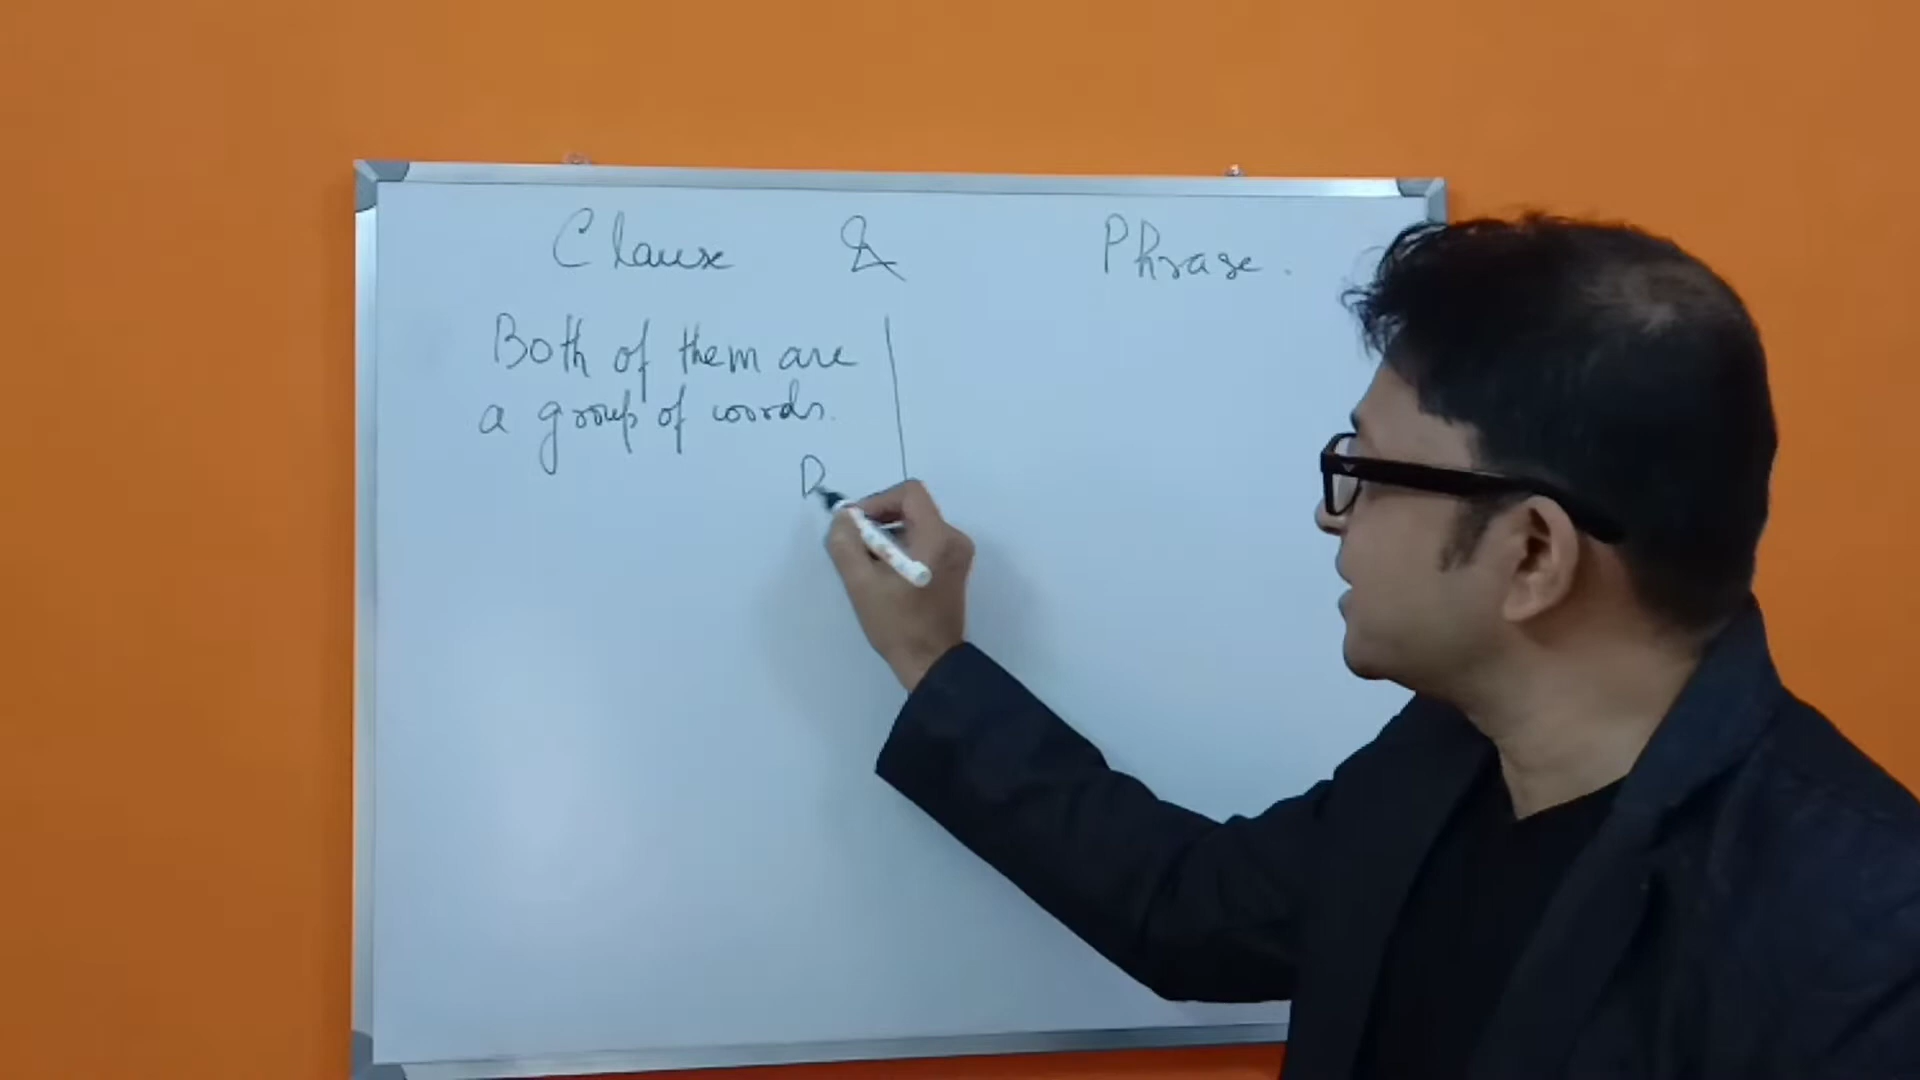 Clause & Phrase.
Both of them are
a group of words.
D